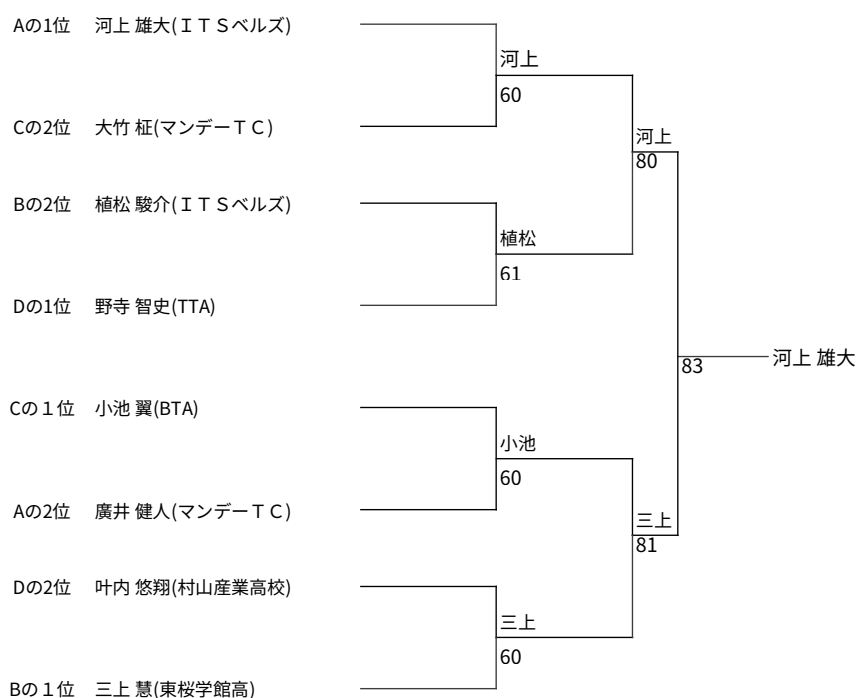 Aの1位 河上 雄大(ＩＴＳベルズ)
河上
60
Cの2位 大竹 柾(マンデーＴＣ)
河上
80
Bの2位 植松 駿介(ＩＴＳベルズ)
植松
61
Dの1位 野寺 智史(TTA)
河上 雄大
83
Cの１位 小池 翼(BTA)
小池
60
Aの2位 廣井 健人(マンデーＴＣ)
三上
81
Dの2位 叶内 悠翔(村山産業高校)
三上
60
Bの１位 三上 慧(東桜学館高)